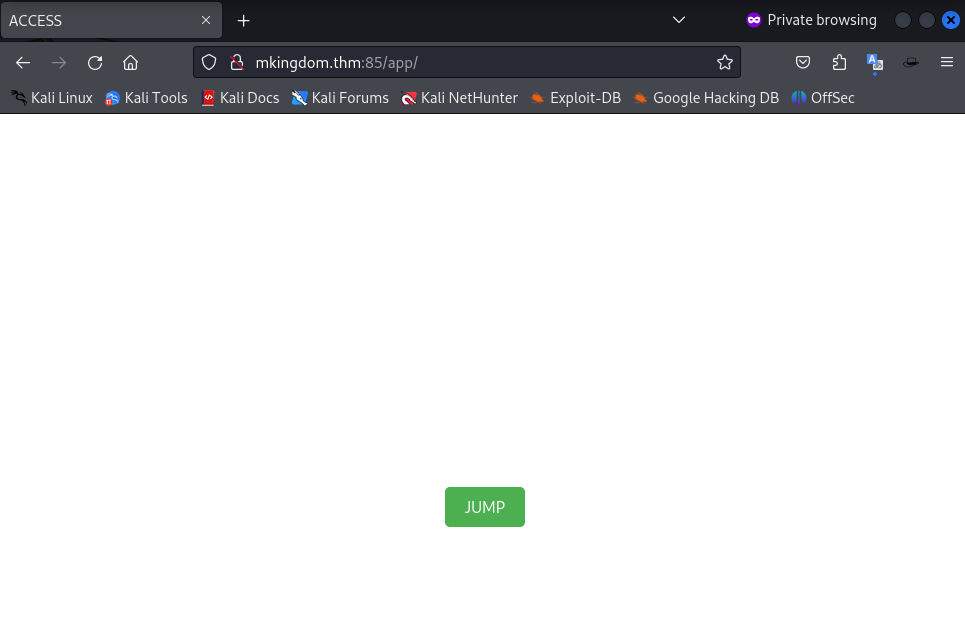 ACCESS
Private browsing
mkingdom.thm:85/app/
Kali Linux Kali Tools Kali Docs Kali Forums Kali NetHunter Exploit-DB Google Hacking DB OffSec
JUMP